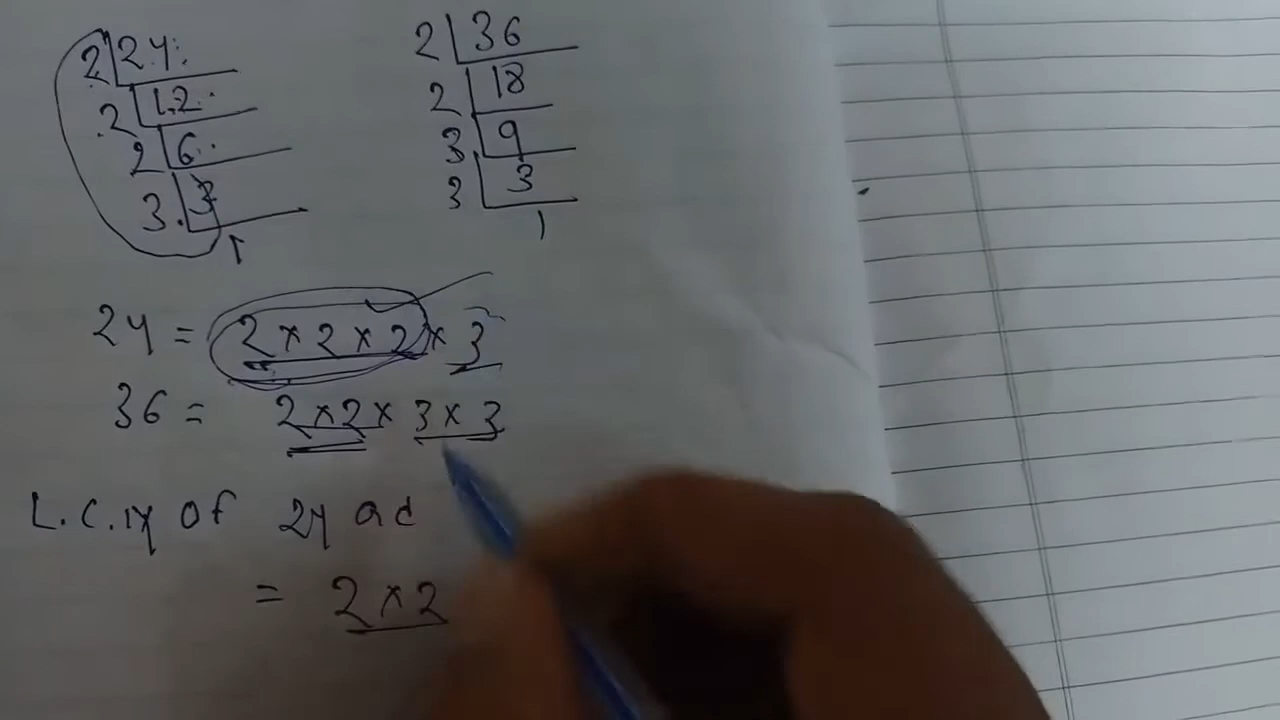 2 24
2 12
2 6
3 3
1
2 36
2 18
3 9
3 3
1
24 = 2 × 2 × 2 × 3
36 = 2 × 2 × 3 × 3
L.C.M of 24 ad
= 2 × 2